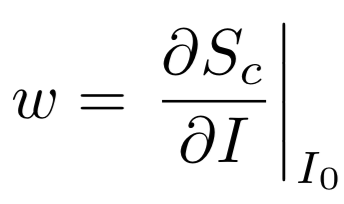 w = ∂S_c/∂I |_{I_0}